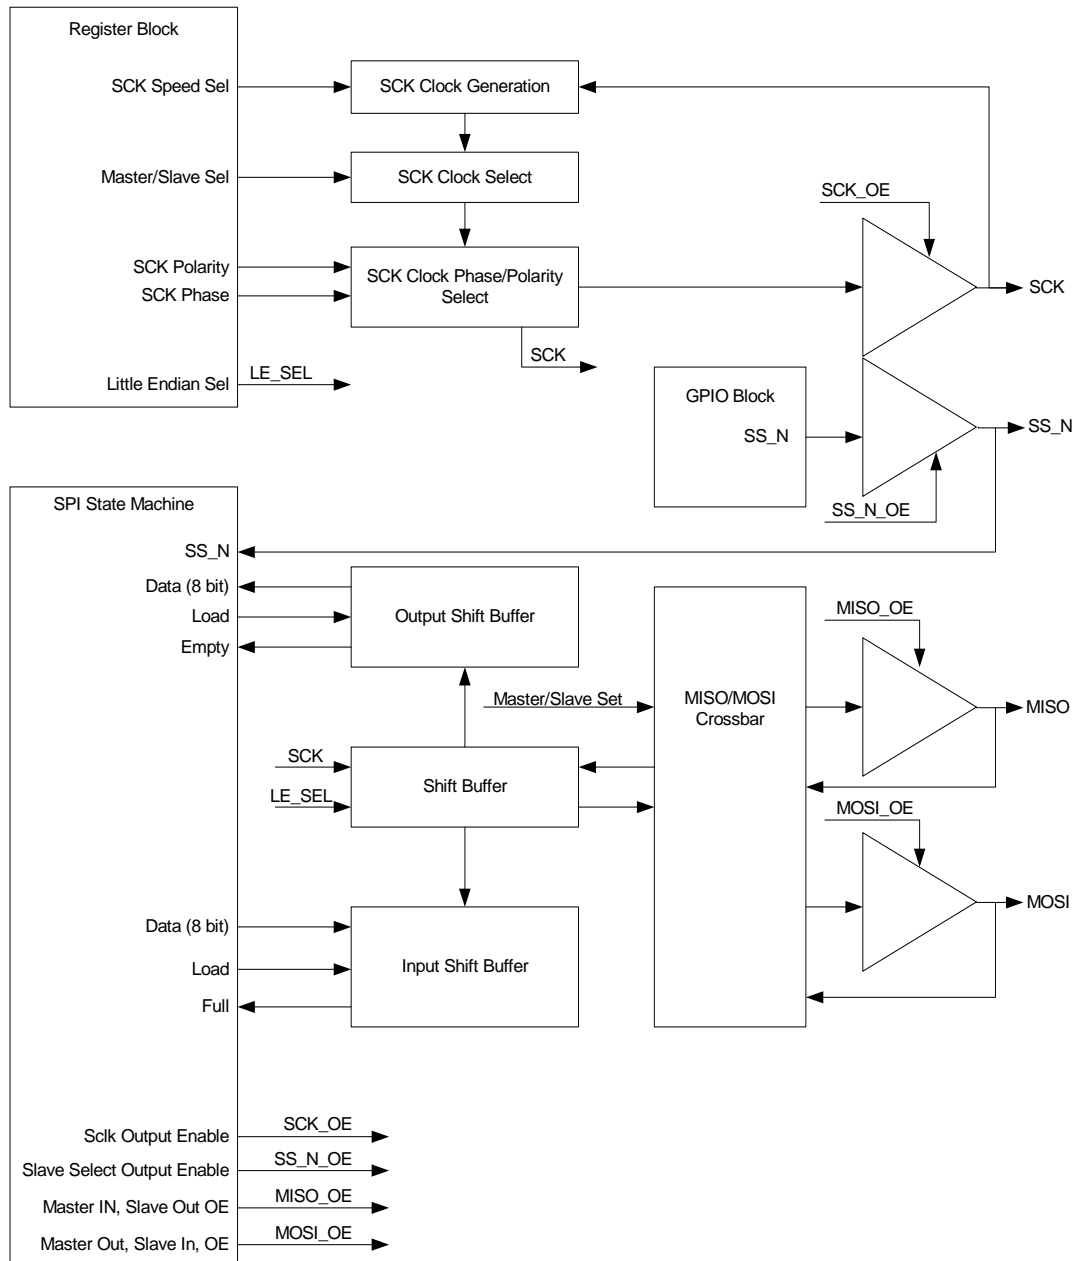 Register Block
SCK Speed Sel
SCK Clock Generation
Master/Slave Sel
SCK Clock Select
SCK_OE
SCK Polarity
SCK Phase
SCK Clock Phase/Polarity
Select
SCK
SCK
Little Endian Sel
LE_SEL
GPIO Block
SS_N
SS_N
SS_N_OE
SPI State Machine
SS_N
Data (8 bit)
Load
Empty
Output Shift Buffer
MISO_OE
Master/Slave Set
MISO/MOSI
Crossbar
MISO
SCK
LE_SEL
Shift Buffer
MOSI_OE
MOSI
Data (8 bit)
Load
Full
Input Shift Buffer
Sclk Output Enable
SCK_OE
Slave Select Output Enable
SS_N_OE
Master IN, Slave Out OE
MISO_OE
Master Out, Slave In, OE
MOSI_OE